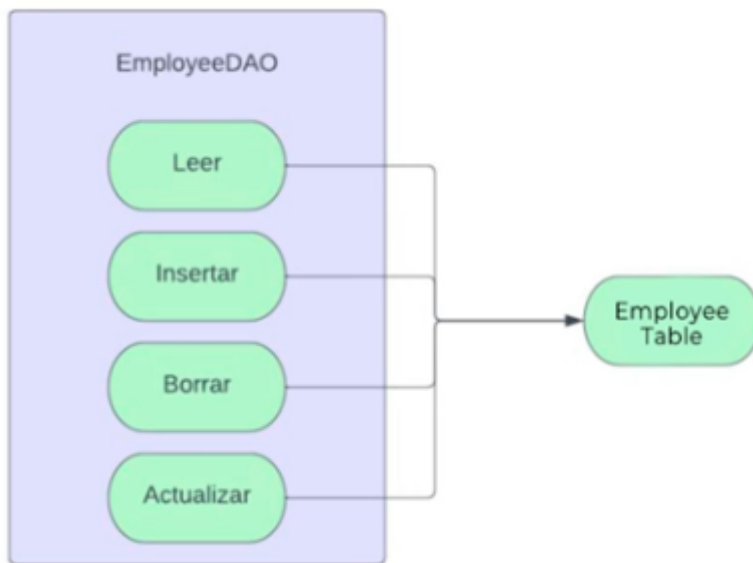 EmployeeDAO
Leer
Insertar
Borrar
Actualizar
Employee
Table